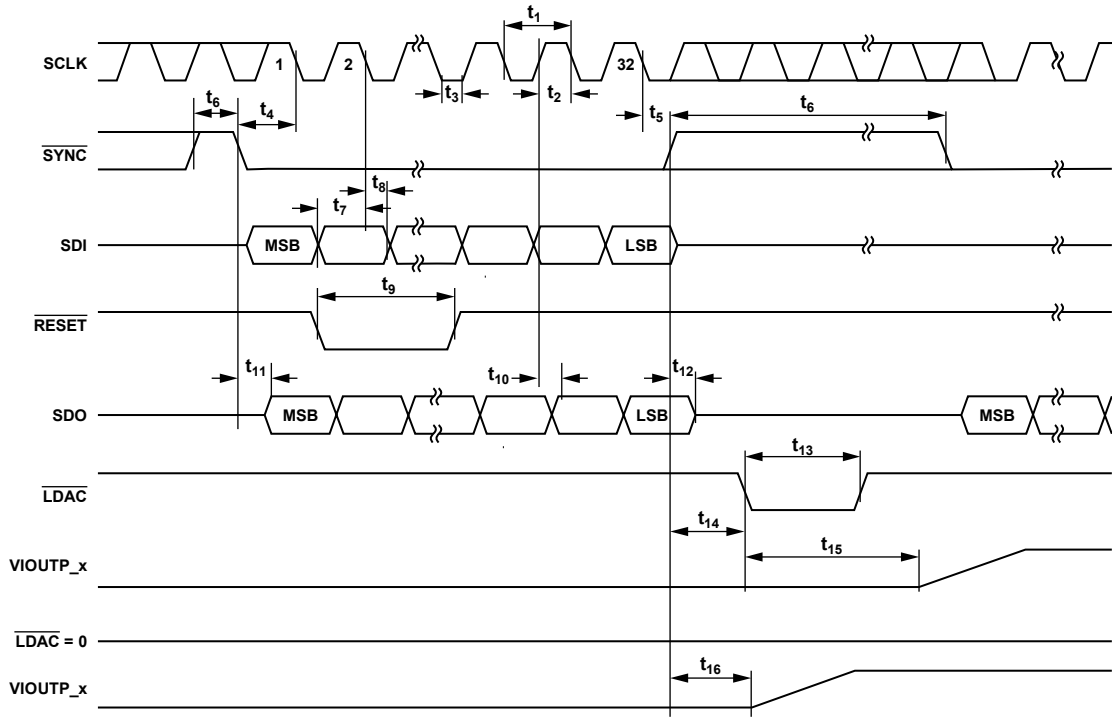 t1
SCLK
1
2
32
t3
t2
t6
t4
t5
t6
SYNC
t8
t7
SDI
MSB
LSB
t9
RESET
t11
t10
t12
SDO
MSB
LSB
MSB
t13
LDAC
t14
t15
VIOUTP_x
LDAC = 0
t16
VIOUTP_x